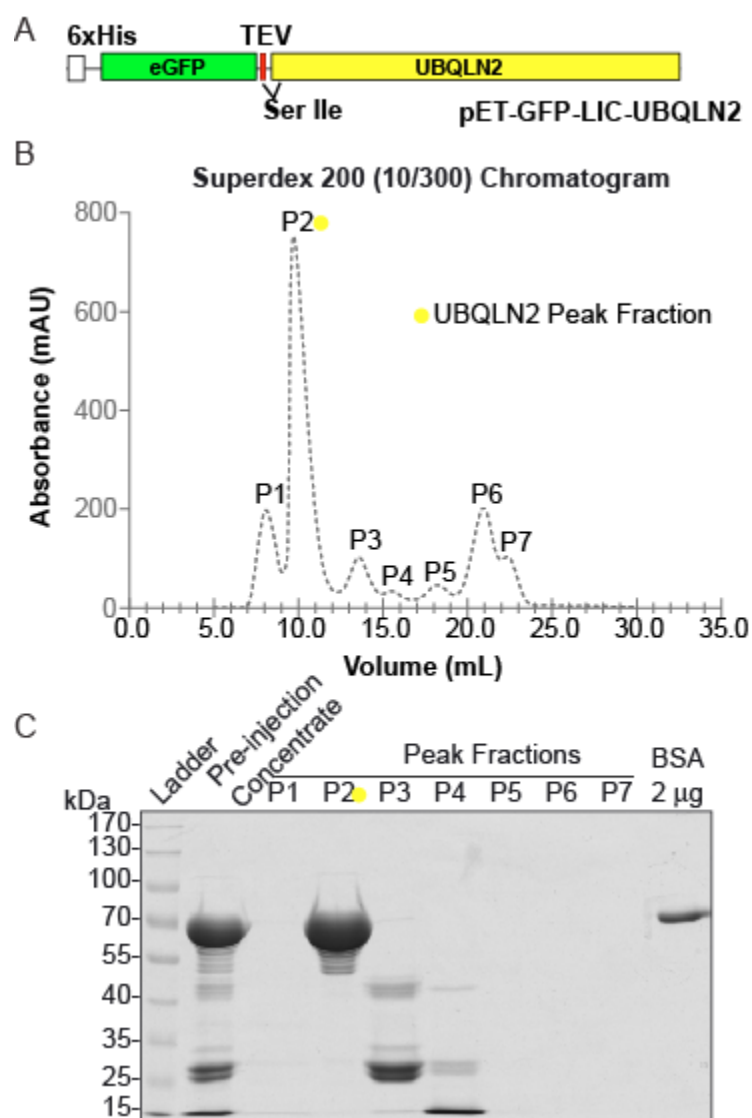 A
6xHis TEV
eGFP UBQLN2
Ser Ile pET-GFP-LIC-UBQLN2
B
Superdex 200 (10/300) Chromatogram
800
P2
600
UBQLN2 Peak Fraction
Absorbance (mAU)
400
200
P1
P6
P3
P7
P4
P5
0
0.0 5.0 10.0 15.0 20.0 25.0 30.0 35.0
Volume (mL)
C
Ladder
Pre-injection
Concentrate
Peak Fractions
BSA
kDa
P1 P2 P3 P4 P5 P6 P7 2 µg
170
130
100
70
55
40
35
25
15